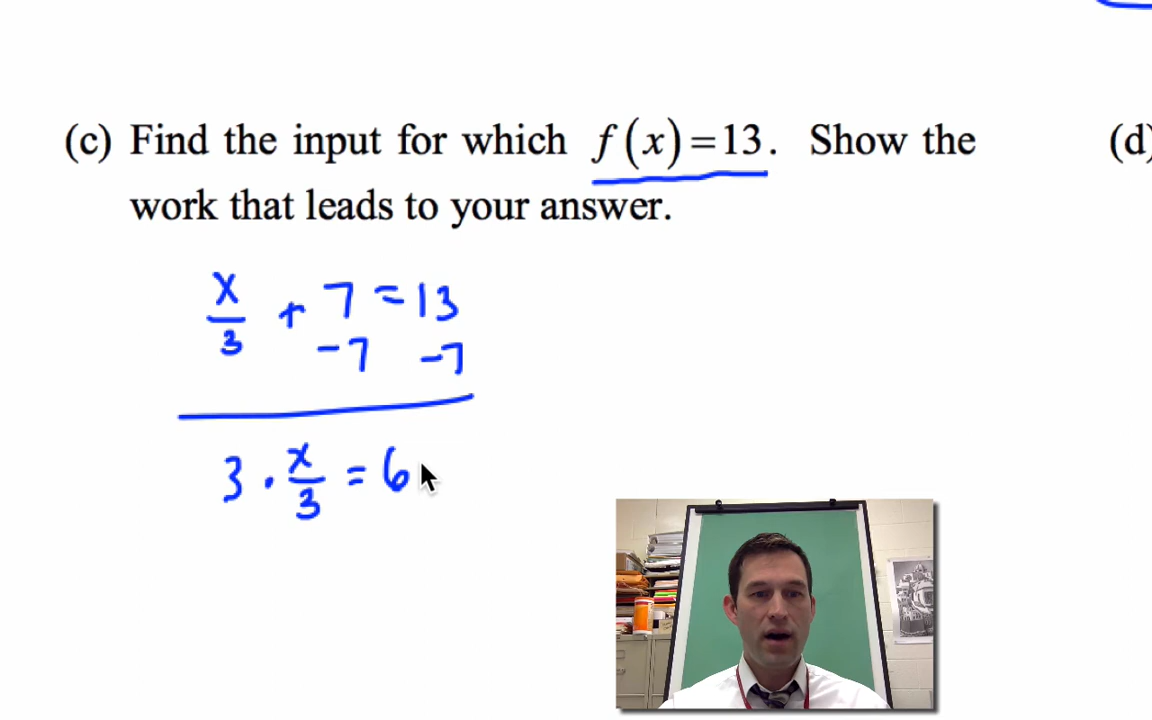 (c) Find the input for which f(x)=13. Show the
work that leads to your answer.
(d)
x/3 + 7 = 13
-7 -7
3 · x/3 = 6